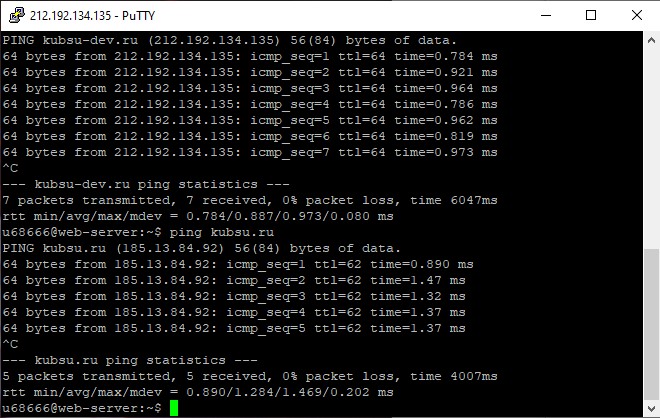 212.192.134.135 - PuTTY
PING kubsu-dev.ru (212.192.134.135) 56(84) bytes of data.
64 bytes from 212.192.134.135: icmp_seq=1 ttl=64 time=0.784 ms
64 bytes from 212.192.134.135: icmp_seq=2 ttl=64 time=0.921 ms
64 bytes from 212.192.134.135: icmp_seq=3 ttl=64 time=0.964 ms
64 bytes from 212.192.134.135: icmp_seq=4 ttl=64 time=0.786 ms
64 bytes from 212.192.134.135: icmp_seq=5 ttl=64 time=0.962 ms
64 bytes from 212.192.134.135: icmp_seq=6 ttl=64 time=0.819 ms
64 bytes from 212.192.134.135: icmp_seq=7 ttl=64 time=0.973 ms
^C
--- kubsu-dev.ru ping statistics ---
7 packets transmitted, 7 received, 0% packet loss, time 6047ms
rtt min/avg/max/mdev = 0.784/0.887/0.973/0.080 ms
u68666@web-server:~$ ping kubsu.ru
PING kubsu.ru (185.13.84.92) 56(84) bytes of data.
64 bytes from 185.13.84.92: icmp_seq=1 ttl=62 time=0.890 ms
64 bytes from 185.13.84.92: icmp_seq=2 ttl=62 time=1.47 ms
64 bytes from 185.13.84.92: icmp_seq=3 ttl=62 time=1.32 ms
64 bytes from 185.13.84.92: icmp_seq=4 ttl=62 time=1.37 ms
64 bytes from 185.13.84.92: icmp_seq=5 ttl=62 time=1.37 ms
^C
--- kubsu.ru ping statistics ---
5 packets transmitted, 5 received, 0% packet loss, time 4007ms
rtt min/avg/max/mdev = 0.890/1.284/1.469/0.202 ms
u68666@web-server:~$